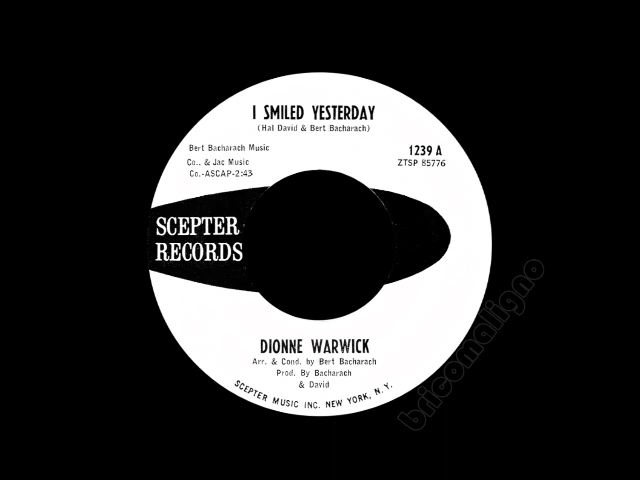 I SMILED YESTERDAY
(Hal David & Bert Bacharach)
Bert Bacharach Music
Co., & Jac Music
Co.-ASCAP-2:43
1239 A
ZTSP 85776
SCEPTER
RECORDS
DIONNE WARWICK
Arr. & Cond. by Bert Bacharach
Prod. By Bacharach
& David
SCEPTER MUSIC INC. NEW YORK, N.Y.
bricomaligno